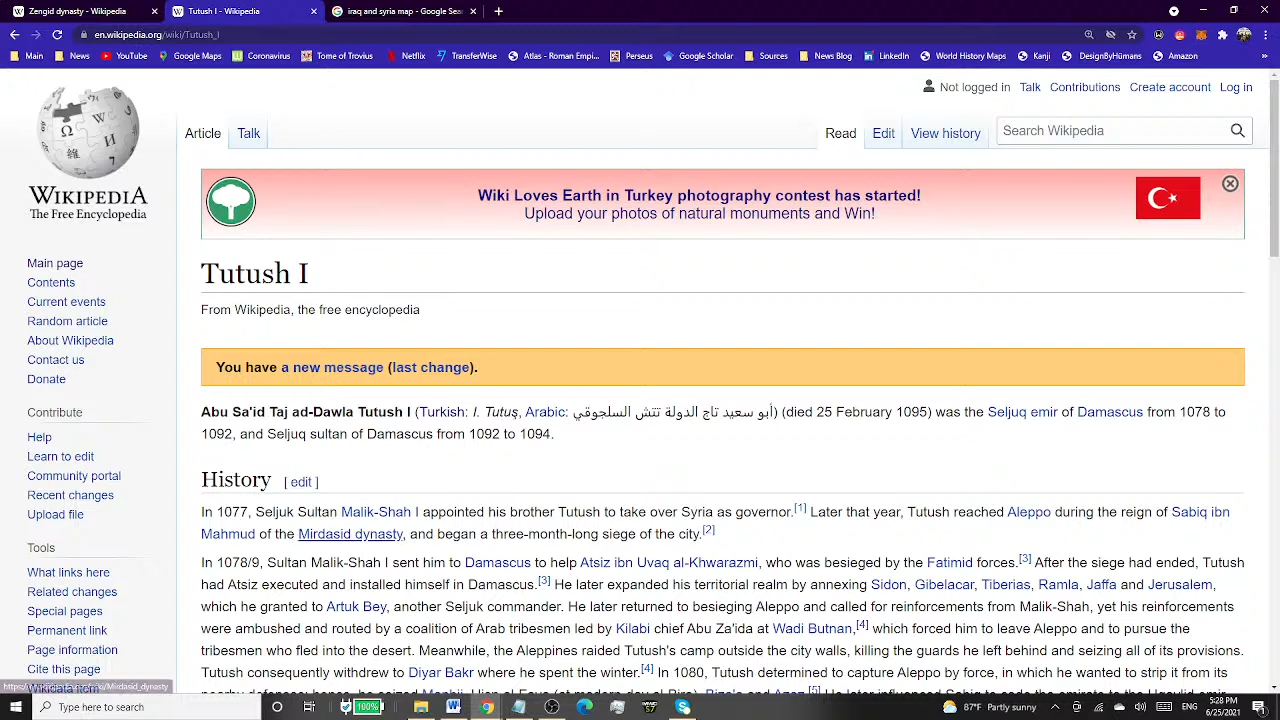 Zengid dynasty - Wikipedia
Tutush I - Wikipedia
iraq and syria map - Google Sea
en.wikipedia.org/wiki/Tutush_I
Main
News
YouTube
Google Maps
Coronavirus
Tome of Trovius
Netflix
TransferWise
Atlas - Roman Empi...
Perseus
Google Scholar
Sources
News Blog
LinkedIn
World History Maps
Kanji
DesignByHumans
Amazon
Not logged in Talk Contributions Create account Log in
Article Talk
Read Edit View history
Search Wikipedia
WIKIPEDIA
The Free Encyclopedia
Wiki Loves Earth in Turkey photography contest has started!
Upload your photos of natural monuments and Win!
Tutush I
From Wikipedia, the free encyclopedia
You have a new message (last change).
Abu Sa'id Taj ad-Dawla Tutush I (Turkish: I. Tutuş, Arabic: أبو سعيد تاج الدولة تتش السلجوقي) (died 25 February 1095) was the Seljuq emir of Damascus from 1078 to
1092, and Seljuq sultan of Damascus from 1092 to 1094.
History [ edit ]
In 1077, Seljuk Sultan Malik-Shah I appointed his brother Tutush to take over Syria as governor.[1] Later that year, Tutush reached Aleppo during the reign of Sabiq ibn
Mahmud of the Mirdasid dynasty, and began a three-month-long siege of the city.[2]
In 1078/9, Sultan Malik-Shah I sent him to Damascus to help Atsiz ibn Uvaq al-Khwarazmi, who was besieged by the Fatimid forces.[3] After the siege had ended, Tutush
had Atsiz executed and installed himself in Damascus.[3] He later expanded his territorial realm by annexing Sidon, Gibelacar, Tiberias, Ramla, Jaffa and Jerusalem,
which he granted to Artuk Bey, another Seljuk commander. He later returned to besieging Aleppo and called for reinforcements from Malik-Shah, yet his reinforcements
were ambushed and routed by a coalition of Arab tribesmen led by Kilabi chief Abu Za'ida at Wadi Butnan,[4] which forced him to leave Aleppo and to pursue the
tribesmen who fled into the desert. Meanwhile, the Aleppines raided Tutush's camp outside the city walls, killing the guards he left behind and seizing all of its provisions.
Tutush consequently withdrew to Diyar Bakr where he spent the winter.[4] In 1080, Tutush determined to capture Aleppo by force, in which he wanted to strip it from its
Main page
Contents
Current events
Random article
About Wikipedia
Contact us
Donate
Contribute
Help
Learn to edit
Community portal
Recent changes
Upload file
Tools
What links here
Related changes
Special pages
Permanent link
Page information
Cite this page
Type here to search
100%
87°F Partly sunny
5:28 PM
6/25/2021